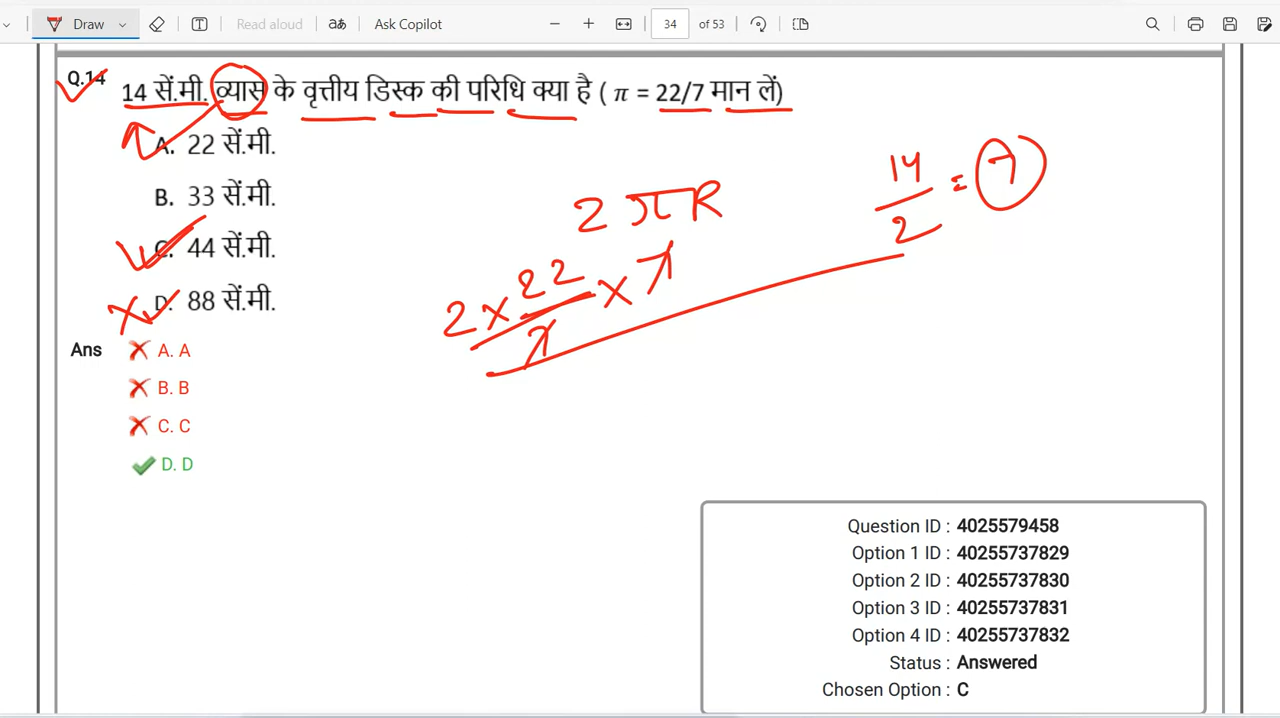 Draw
Read aloud
Ask Copilot
34 of 53
Q.14 14 सें.मी. व्यास के वृत्तीय डिस्क की परिधि क्या है ( π = 22/7 मान लें)
A. 22 सें.मी.
B. 33 सें.मी.
C. 44 सें.मी.
D. 88 सें.मी.
2 π R
14/2 = 7
2 × 22/7 × 7
Ans A. A
B. B
C. C
D. D
Question ID : 4025579458
Option 1 ID : 40255737829
Option 2 ID : 40255737830
Option 3 ID : 40255737831
Option 4 ID : 40255737832
Status : Answered
Chosen Option : C